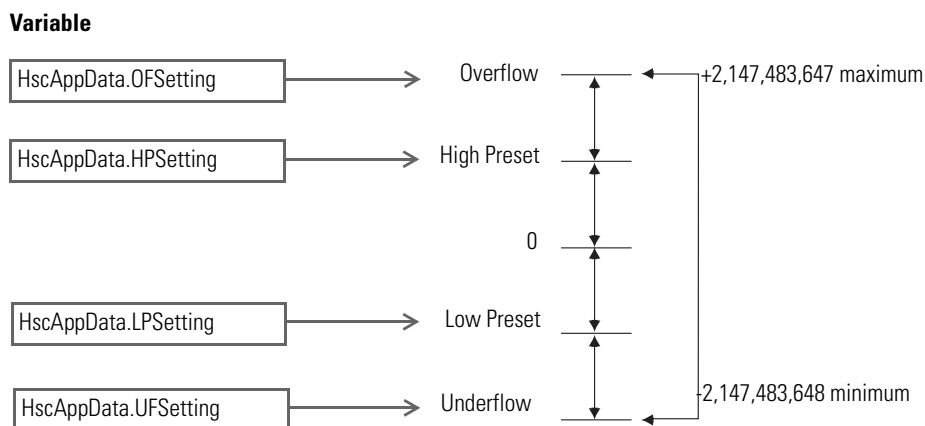 Variable
HscAppData.OFSetting
Overflow
+2,147,483,647 maximum
HscAppData.HPSetting
High Preset
0
HscAppData.LPSetting
Low Preset
-2,147,483,648 minimum
HscAppData.UFSetting
Underflow